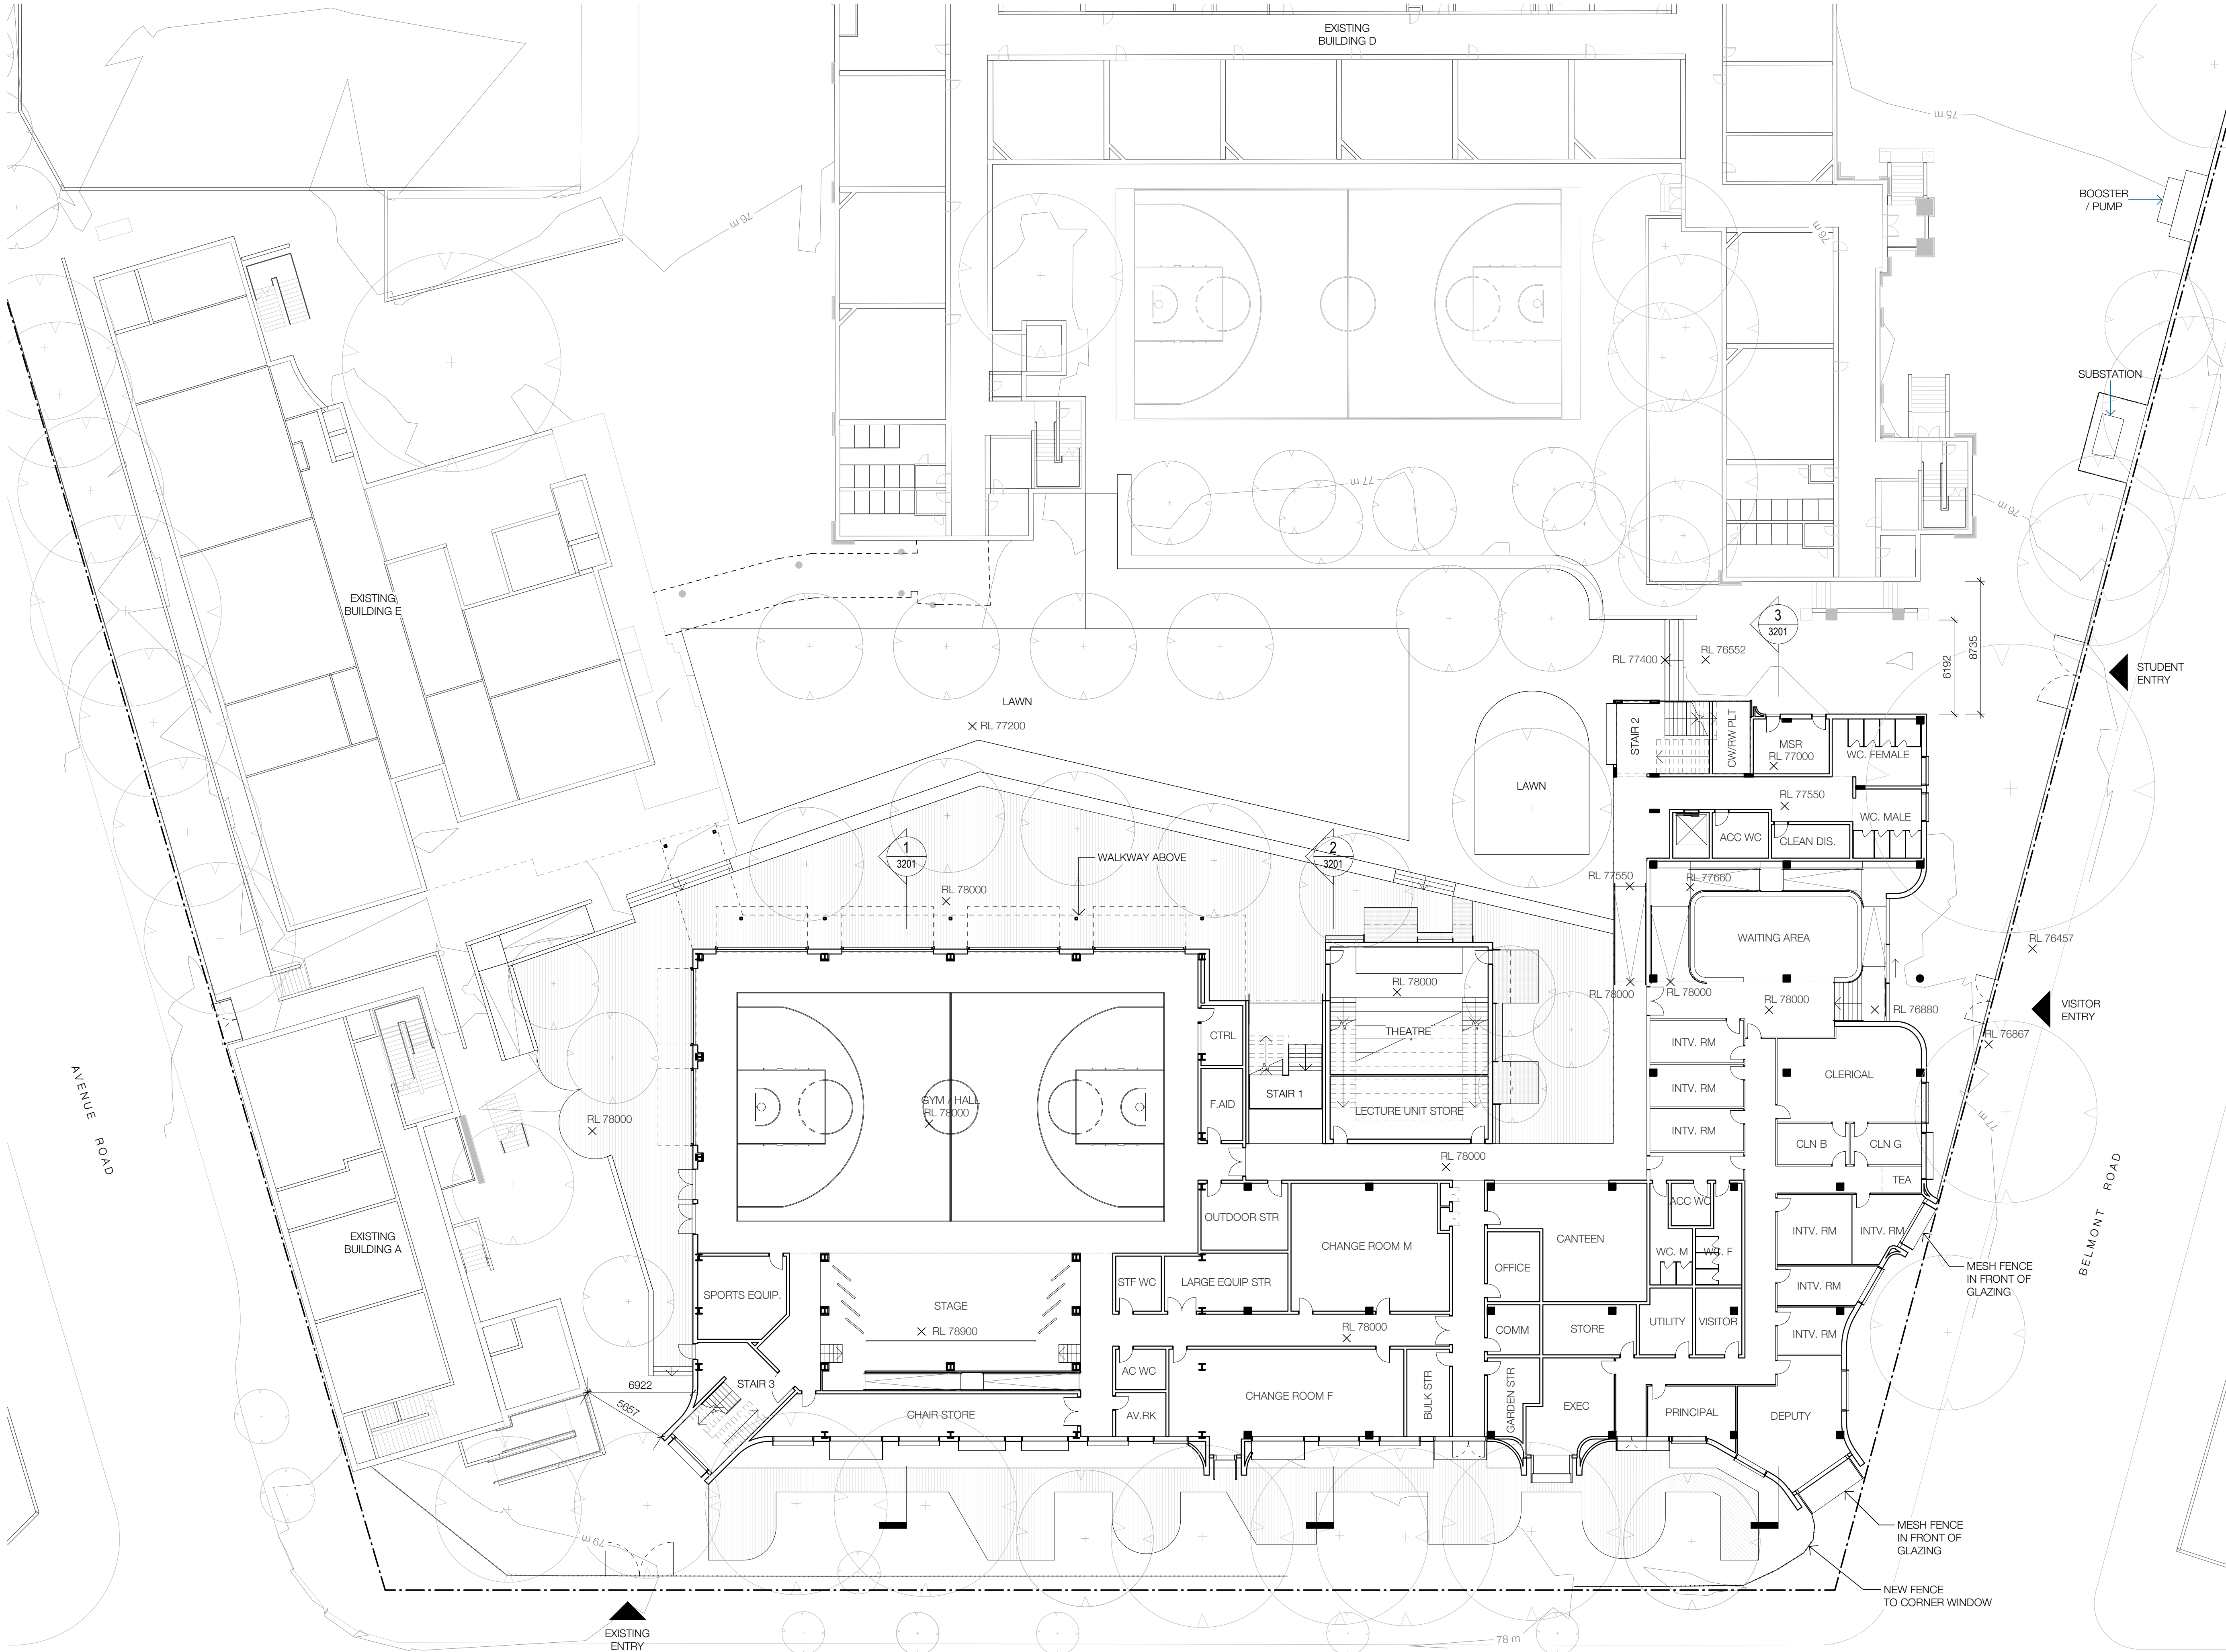 EXISTING
BUILDING D
75 m
BOOSTER
/ PUMP
76 m
76 m
SUBSTATION
77 m
76 m
EXISTING
BUILDING E
3
3201
RL 77400
RL 76552
6192
8735
STUDENT
ENTRY
LAWN
RL 77200
STAIR 2
CW/RW PLT
MSR
RL 77000
WC. FEMALE
LAWN
RL 77550
WC. MALE
ACC WC
CLEAN DIS.
1
3201
2
3201
WALKWAY ABOVE
RL 78000
RL 77550
RL 77660
WAITING AREA
RL 76457
RL 78000
RL 78000
RL 78000
RL 78000
RL 76880
VISITOR
ENTRY
RL 76867
CTRL
THEATRE
INTV. RM
CLERICAL
AVENUE ROAD
RL 78000
GYM / HALL
RL 78000
F.AID
STAIR 1
LECTURE UNIT STORE
INTV. RM
INTV. RM
CLN B
CLN G
77 m
RL 78000
TEA
BELMONT ROAD
EXISTING
BUILDING A
OUTDOOR STR
CHANGE ROOM M
CANTEEN
ACC WC
INTV. RM
INTV. RM
WC. M
WC. F
OFFICE
STF WC
LARGE EQUIP STR
SPORTS EQUIP.
STAGE
RL 78900
RL 78000
COMM
STORE
UTILITY
VISITOR
INTV. RM
INTV. RM
MESH FENCE
IN FRONT OF
GLAZING
6922
5657
STAIR 3
AC WC
CHANGE ROOM F
BULK STR
GARDEN STR
EXEC
PRINCIPAL
DEPUTY
CHAIR STORE
AV.RK
79 m
MESH FENCE
IN FRONT OF
GLAZING
NEW FENCE
TO CORNER WINDOW
EXISTING
ENTRY
78 m